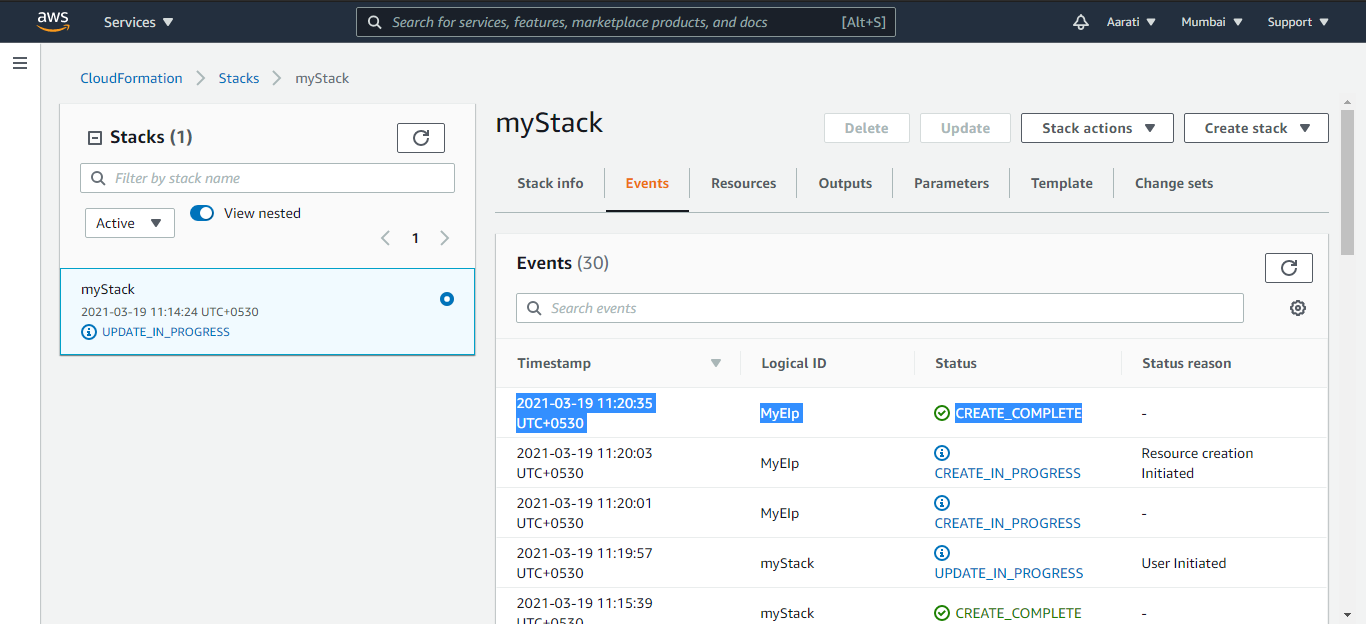 aws
Services
Search for services, features, marketplace products, and docs [Alt+S]
Aarati
Mumbai
Support
CloudFormation
Stacks
myStack
Stacks (1)
Filter by stack name
Active
View nested
1
myStack
2021-03-19 11:14:24 UTC+0530
UPDATE_IN_PROGRESS
myStack
Delete
Update
Stack actions
Create stack
Stack info
Events
Resources
Outputs
Parameters
Template
Change sets
Events (30)
Search events
Timestamp
Logical ID
Status
Status reason
2021-03-19 11:20:35
UTC+0530
MyEIp
CREATE_COMPLETE
-
2021-03-19 11:20:03
UTC+0530
MyEIp
CREATE_IN_PROGRESS
Resource creation
Initiated
2021-03-19 11:20:01
UTC+0530
MyEIp
CREATE_IN_PROGRESS
-
2021-03-19 11:19:57
UTC+0530
myStack
UPDATE_IN_PROGRESS
User Initiated
2021-03-19 11:15:39
UTC+0530
myStack
CREATE_COMPLETE
-